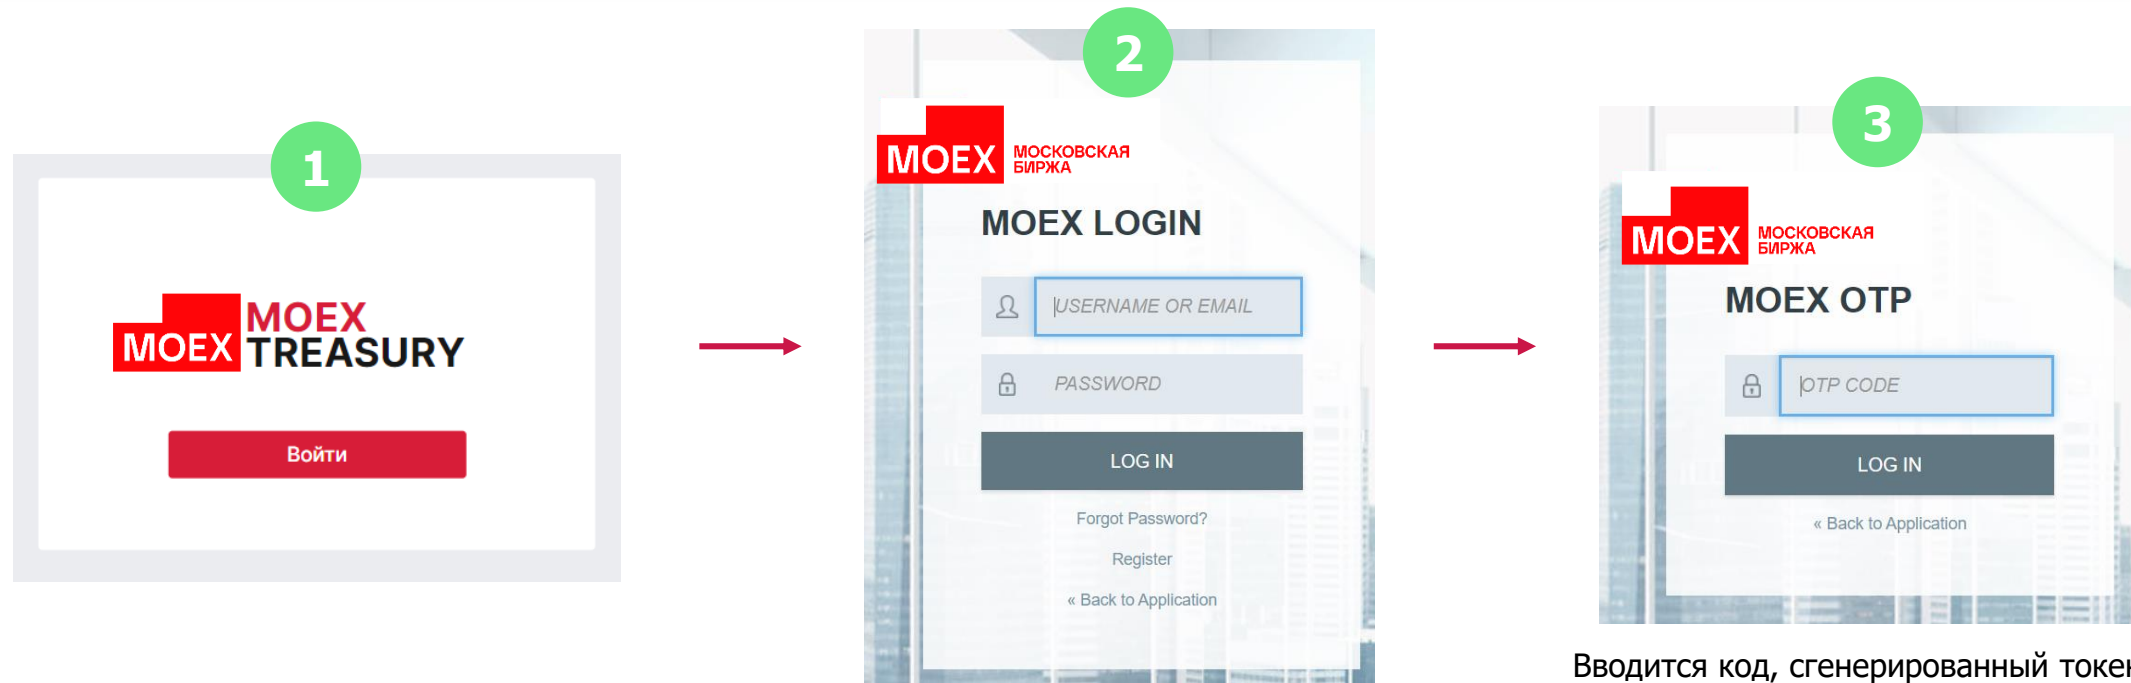 1
MOEX
MOEX
TREASURY
Войти
2
MOEX
МОСКОВСКАЯ
БИРЖА
MOEX LOGIN
USERNAME OR EMAIL
PASSWORD
LOG IN
Forgot Password?
Register
« Back to Application
3
MOEX
МОСКОВСКАЯ
БИРЖА
MOEX OTP
OTP CODE
LOG IN
« Back to Application
Вводится код, сгенерированный